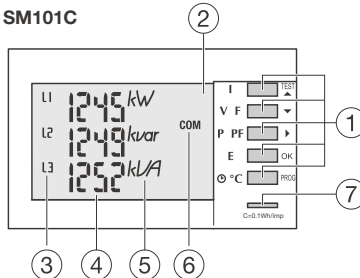 SM101C
2
L1 1245 kW
L2 1249 kvar
L3 1252 kVA
COM
I TEST
V F
P PF
E OK
°C PROG
C=0.1Wh/imp
1
7
3 4 5 6